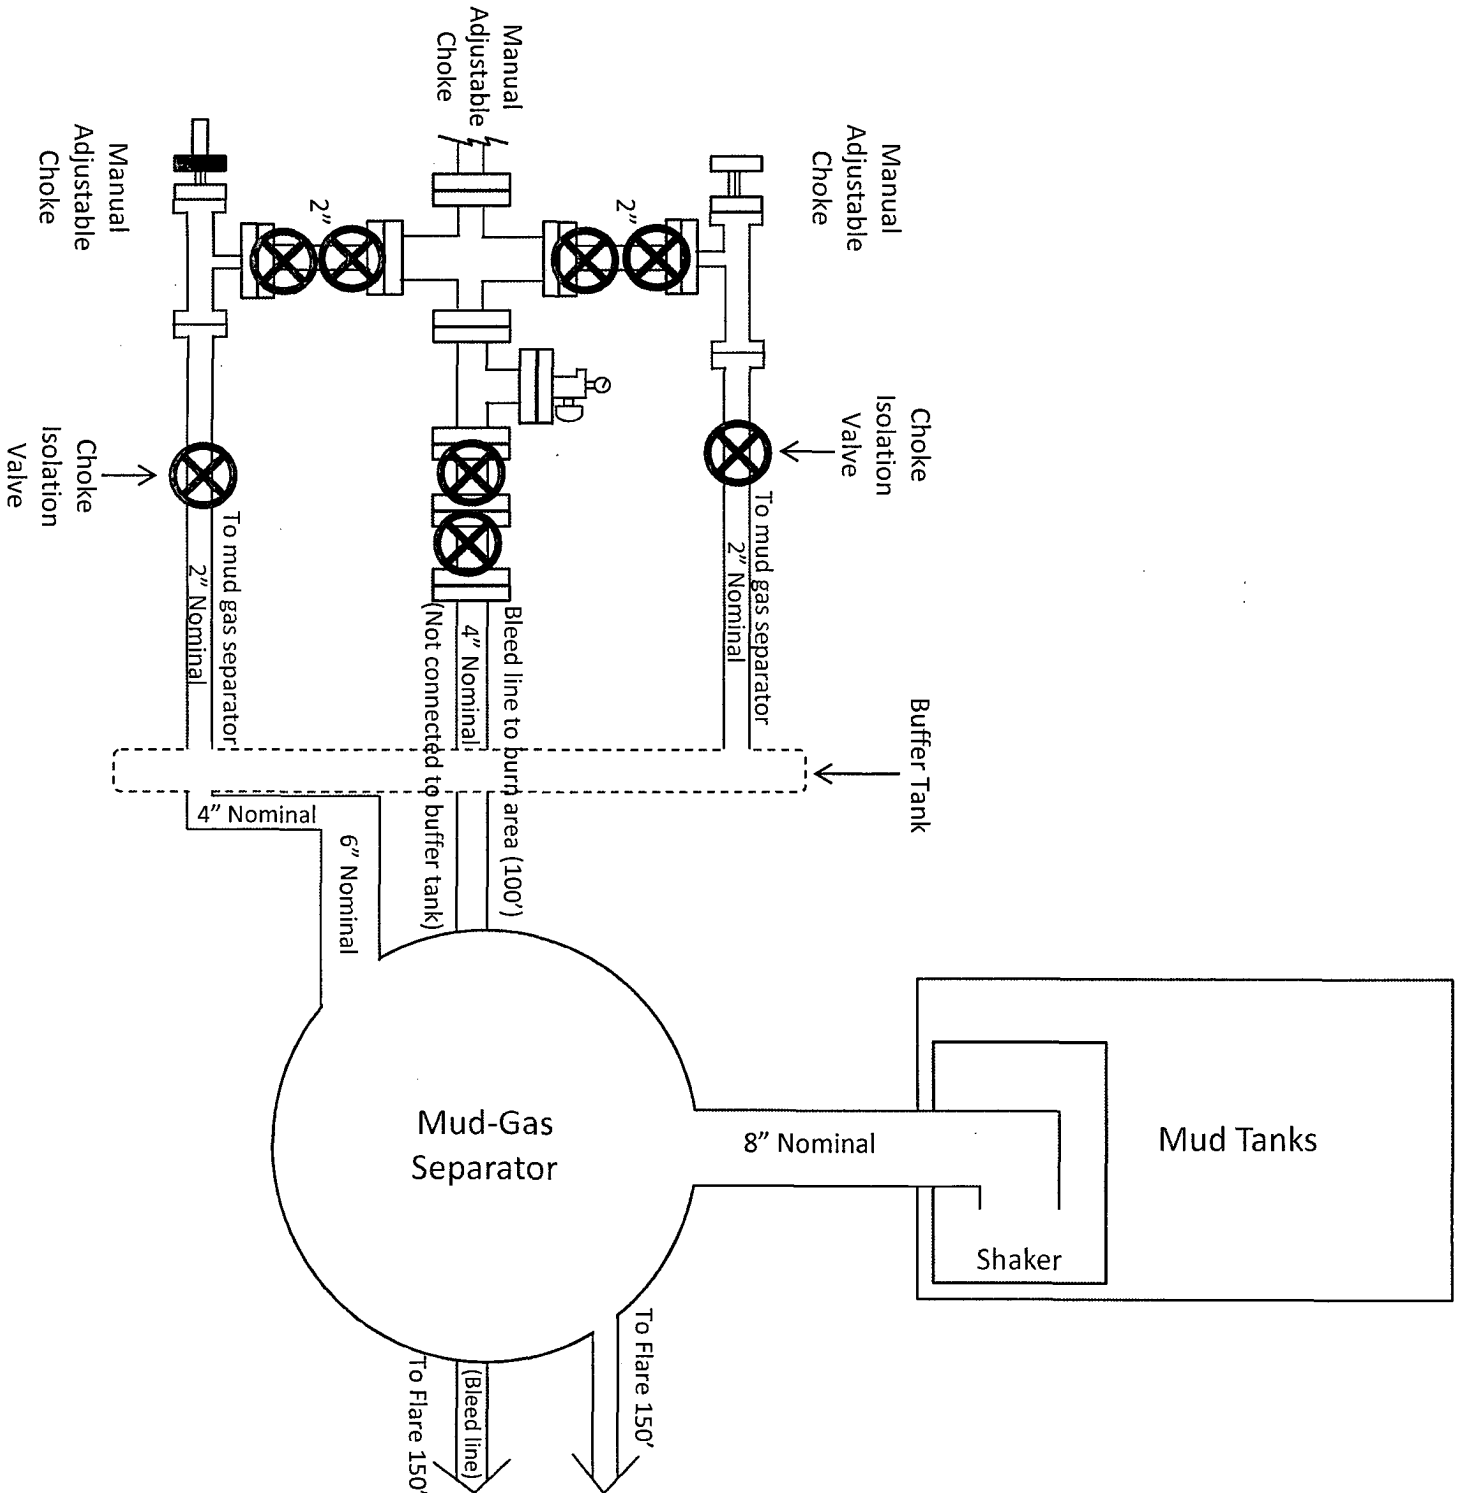 Manual
Adjustable
Choke
Manual
Adjustable
Choke
Manual
Adjustable
Choke
2”
2”
Choke
Isolation
Valve
Choke
Isolation
Valve
To mud gas separator
2” Nominal
To mud gas separator
2” Nominal
Bleed line to burn area (100’)
4” Nominal
(Not connected to buffer tank)
Buffer Tank
4” Nominal
6” Nominal
Mud-Gas
Separator
8” Nominal
Mud Tanks
Shaker
To Flare 150’
(Bleed line)
To Flare 150’